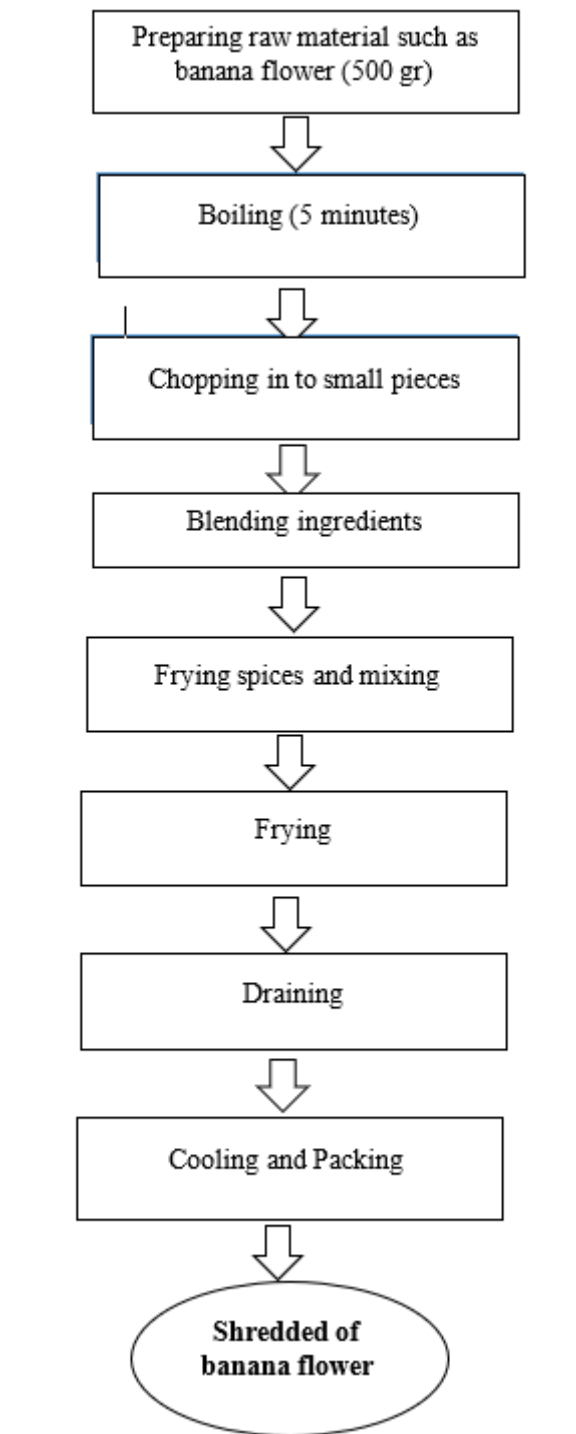 Preparing raw material such as
banana flower (500 gr)
Boiling (5 minutes)
Chopping in to small pieces
Blending ingredients
Frying spices and mixing
Frying
Draining
Cooling and Packing
Shredded of
banana flower